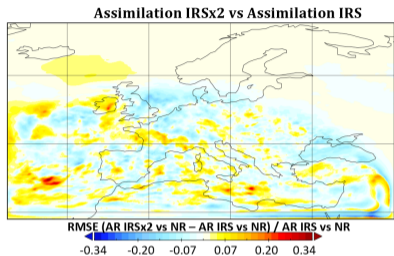 Assimilation IRSx2 vs Assimilation IRS
RMSE (AR IRSx2 vs NR – AR IRS vs NR) / AR IRS vs NR
-0.34 -0.20 -0.07 0.07 0.20 0.34